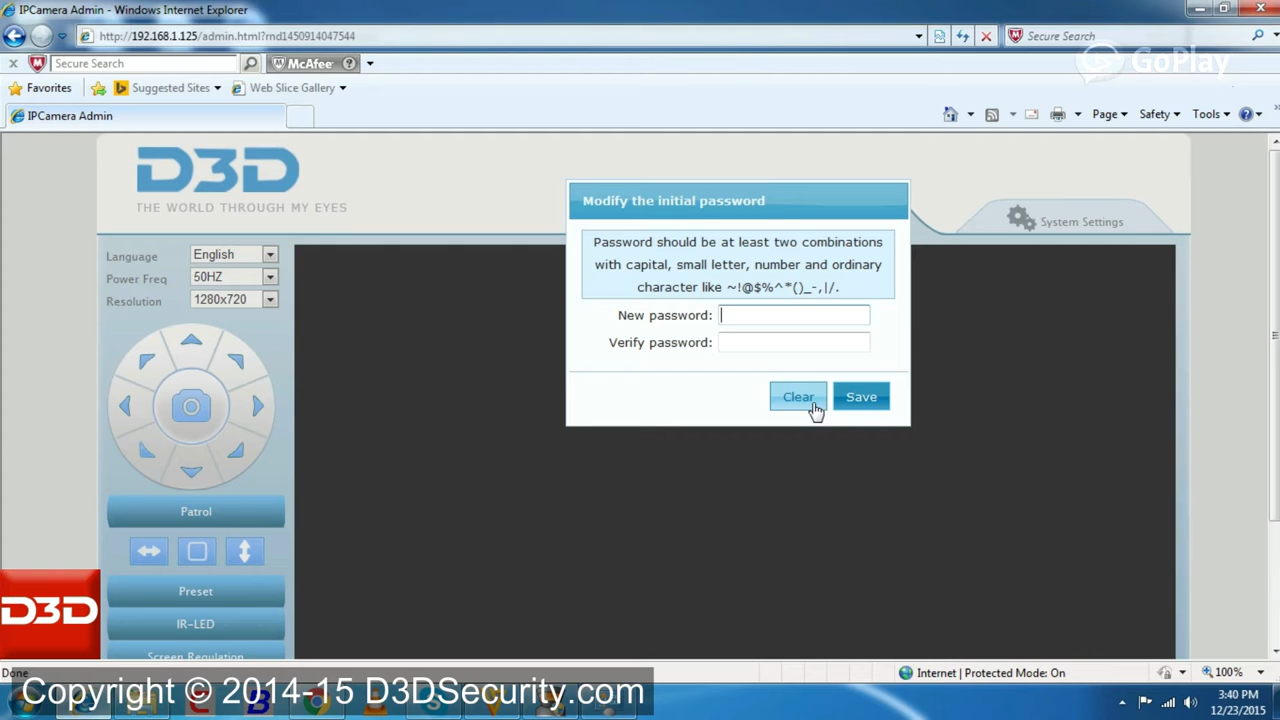 IPCamera Admin - Windows Internet Explorer
http://192.168.1.125/admin.html?rnd1450914047544
Secure Search
GoPlay
Secure Search
McAfee
Favorites
Suggested Sites
Web Slice Gallery
IPCamera Admin
Page
Safety
Tools
D3D
THE WORLD THROUGH MY EYES
System Settings
Modify the initial password
Password should be at least two combinations
with capital, small letter, number and ordinary
character like ~!@$%^*()_-,|/.
New password:
Verify password:
Clear
Save
Language
English
Power Freq
50HZ
Resolution
1280x720
Patrol
Preset
IR-LED
Screen Regulation
D3D
Done
Internet | Protected Mode: On
100%
Copyright © 2014-15 D3DSecurity.com
3:40 PM
12/23/2015